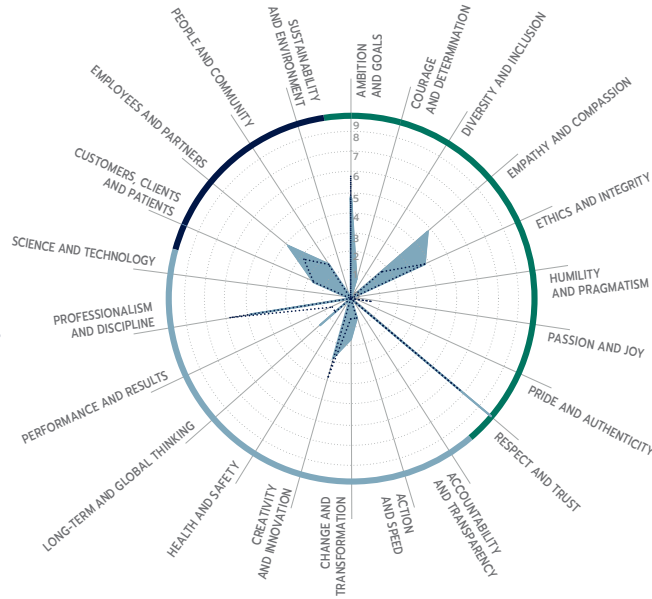 AMBITION
AND GOALS
COURAGE
AND DETERMINATION
DIVERSITY AND INCLUSION
EMPATHY AND COMPASSION
ETHICS AND INTEGRITY
HUMILITY
AND PRAGMATISM
PASSION AND JOY
PRIDE AND AUTHENTICITY
RESPECT AND TRUST
ACCOUNTABILITY
AND TRANSPARENCY
ACTION
AND SPEED
CHANGE AND
TRANSFORMATION
CREATIVITY
AND INNOVATION
HEALTH AND SAFETY
LONG-TERM AND GLOBAL THINKING
PERFORMANCE AND RESULTS
PROFESSIONALISM
AND DISCIPLINE
SCIENCE AND TECHNOLOGY
CUSTOMERS, CLIENTS
AND PATIENTS
EMPLOYEES AND PARTNERS
PEOPLE AND COMMUNITY
SUSTAINABILITY
AND ENVIRONMENT
9
8
7
6
5
4
3
2